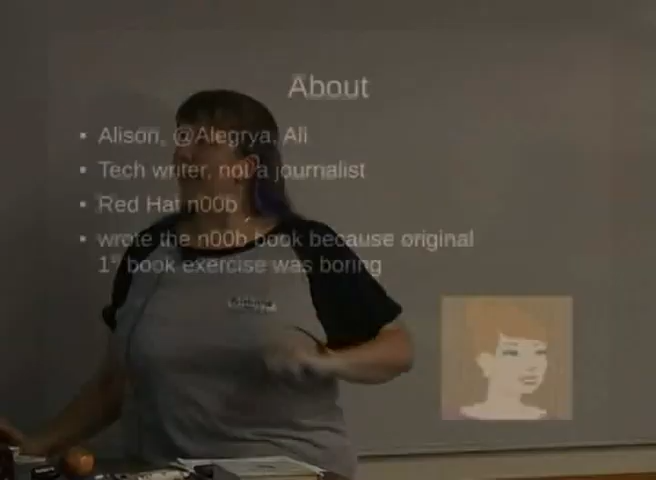 About
Alison, @Alegrya, Ali
Tech writer, not a journalist
Red Hat n00b
wrote the n00b book because original
1st book exercise was boring